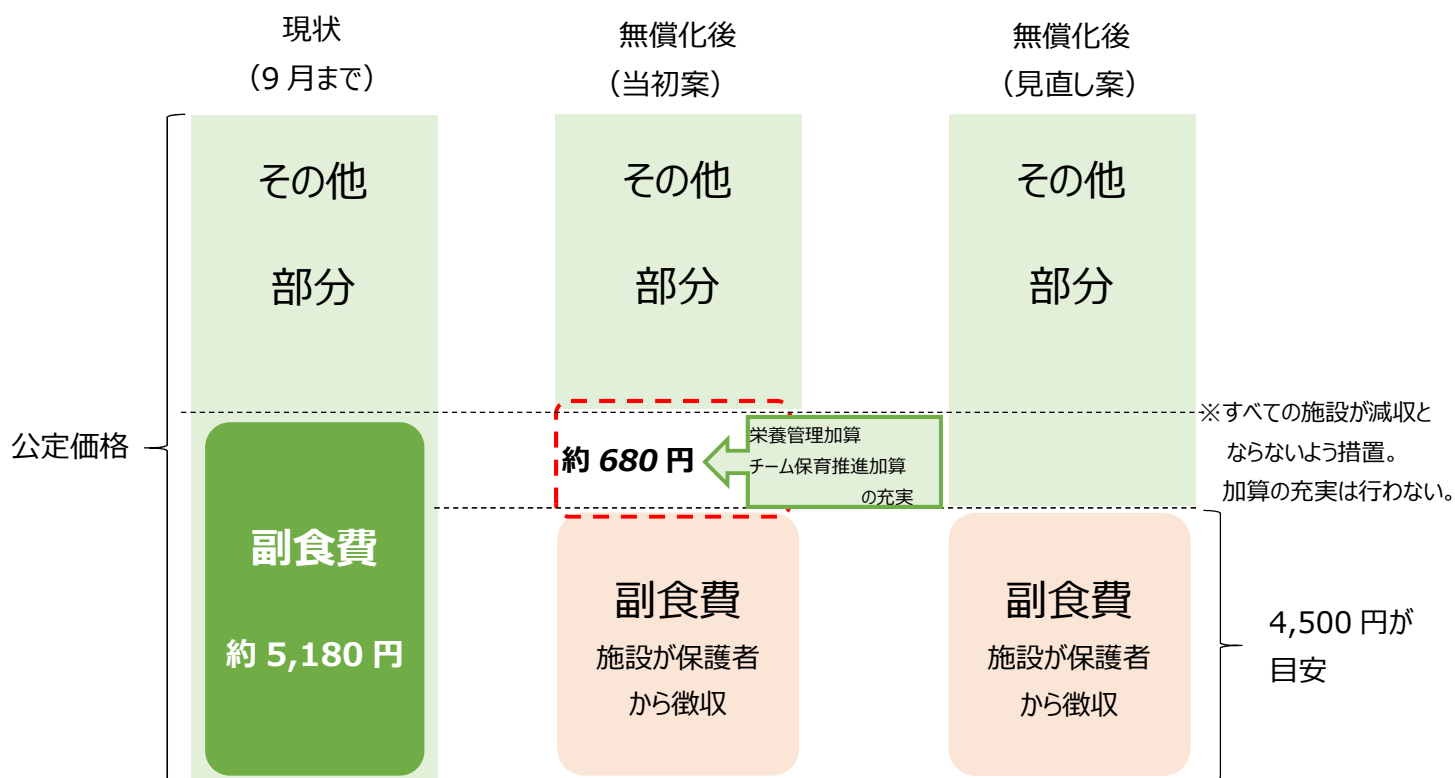 現状
（9 月まで）
無償化後
（当初案）
無償化後
（見直し案）
その他
部分
その他
部分
その他
部分
公定価格
約 680 円
栄養管理加算
チーム保育推進加算
の充実
※すべての施設が減収と
ならないよう措置。
加算の充実は行わない。
副食費
約 5,180 円
副食費
施設が保護者
から徴収
副食費
施設が保護者
から徴収
4,500 円が
目安